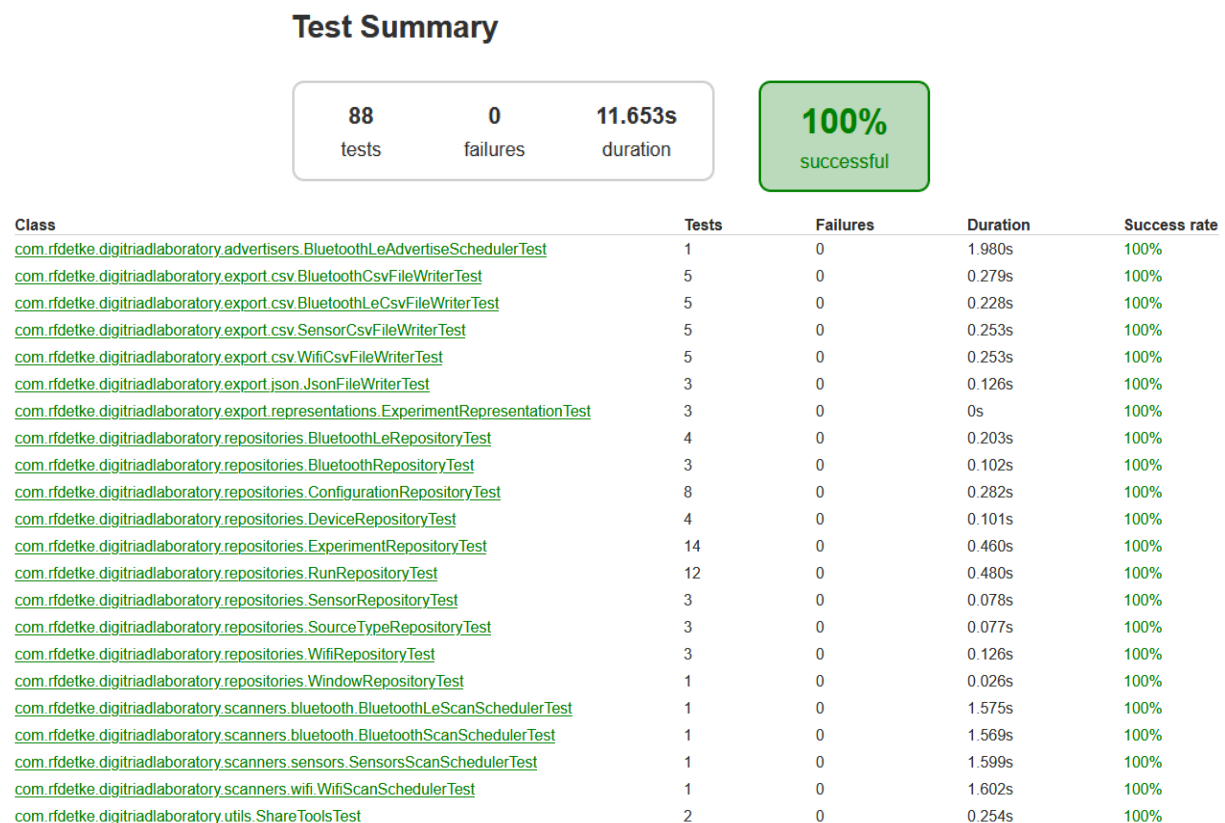 Test Summary
88 0 11.653s 100%
tests failures duration successful
Class Tests Failures Duration Success rate
com.rfdetke.digitriadlaboratory.advertisers.BluetoothLeAdvertiseSchedulerTest 1 0 1.980s 100%
com.rfdetke.digitriadlaboratory.export.csv.BluetoothCsvFileWriterTest 5 0 0.279s 100%
com.rfdetke.digitriadlaboratory.export.csv.BluetoothLeCsvFileWriterTest 5 0 0.228s 100%
com.rfdetke.digitriadlaboratory.export.csv.SensorCsvFileWriterTest 5 0 0.253s 100%
com.rfdetke.digitriadlaboratory.export.csv.WifiCsvFileWriterTest 5 0 0.253s 100%
com.rfdetke.digitriadlaboratory.export.json.JsonFileWriterTest 3 0 0.126s 100%
com.rfdetke.digitriadlaboratory.export.representations.ExperimentRepresentationTest 3 0 0s 100%
com.rfdetke.digitriadlaboratory.repositories.BluetoothLeRepositoryTest 4 0 0.203s 100%
com.rfdetke.digitriadlaboratory.repositories.BluetoothRepositoryTest 3 0 0.102s 100%
com.rfdetke.digitriadlaboratory.repositories.ConfigurationRepositoryTest 8 0 0.282s 100%
com.rfdetke.digitriadlaboratory.repositories.DeviceRepositoryTest 4 0 0.101s 100%
com.rfdetke.digitriadlaboratory.repositories.ExperimentRepositoryTest 14 0 0.460s 100%
com.rfdetke.digitriadlaboratory.repositories.RunRepositoryTest 12 0 0.480s 100%
com.rfdetke.digitriadlaboratory.repositories.SensorRepositoryTest 3 0 0.078s 100%
com.rfdetke.digitriadlaboratory.repositories.SourceTypeRepositoryTest 3 0 0.077s 100%
com.rfdetke.digitriadlaboratory.repositories.WifiRepositoryTest 3 0 0.126s 100%
com.rfdetke.digitriadlaboratory.repositories.WindowRepositoryTest 1 0 0.026s 100%
com.rfdetke.digitriadlaboratory.scanners.bluetooth.BluetoothLeScanSchedulerTest 1 0 1.575s 100%
com.rfdetke.digitriadlaboratory.scanners.bluetooth.BluetoothScanSchedulerTest 1 0 1.569s 100%
com.rfdetke.digitriadlaboratory.scanners.sensors.SensorsScanSchedulerTest 1 0 1.599s 100%
com.rfdetke.digitriadlaboratory.scanners.wifi.WifiScanSchedulerTest 1 0 1.602s 100%
com.rfdetke.digitriadlaboratory.utils.ShareToolsTest 2 0 0.254s 100%